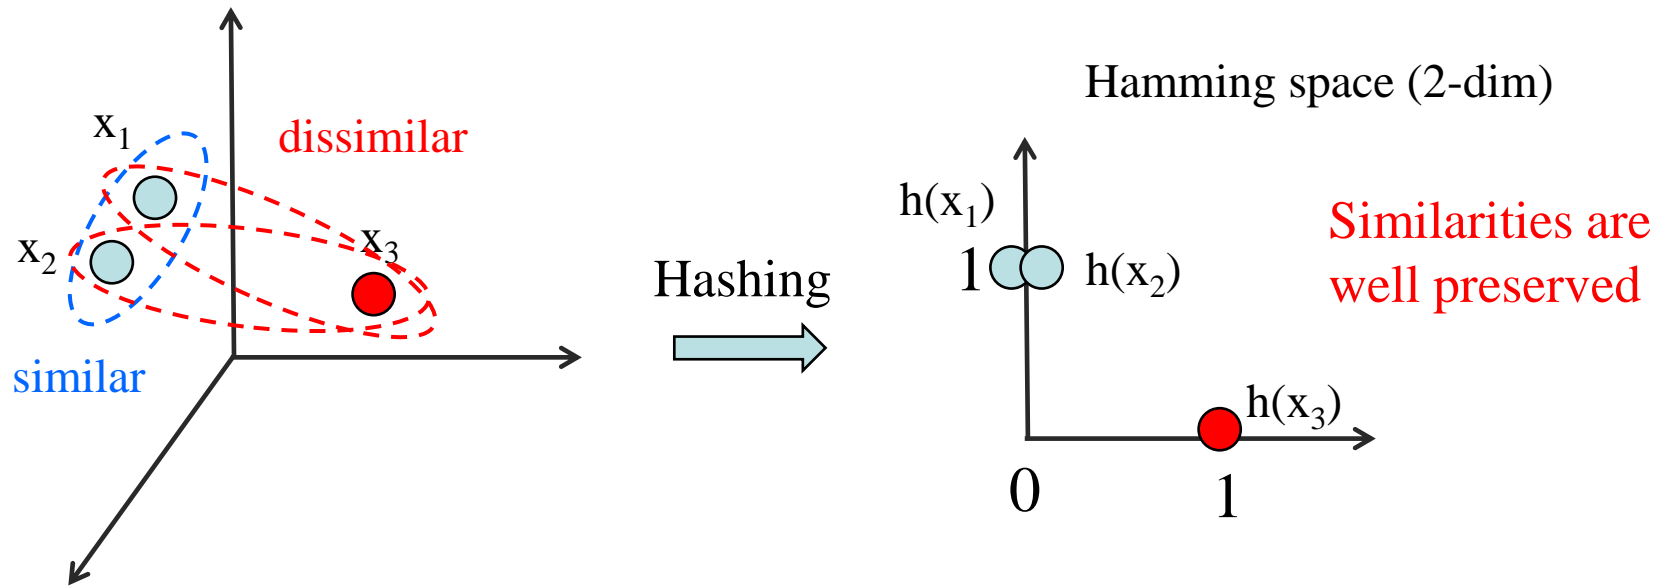 x₁
dissimilar
x₂
x₃
similar
Hashing
Hamming space (2-dim)
h(x₁)
1
h(x₂)
h(x₃)
0
1
Similarities are
well preserved